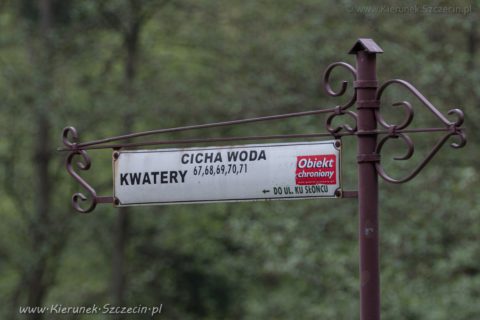 © www.Kierunek.Szczecin.pl
CICHA WODA
KWATERY 67,68,69,70,71
Obiekt
chroniony
← DO UL. KU SŁOŃCU
www.Kierunek-Szczecin.pl